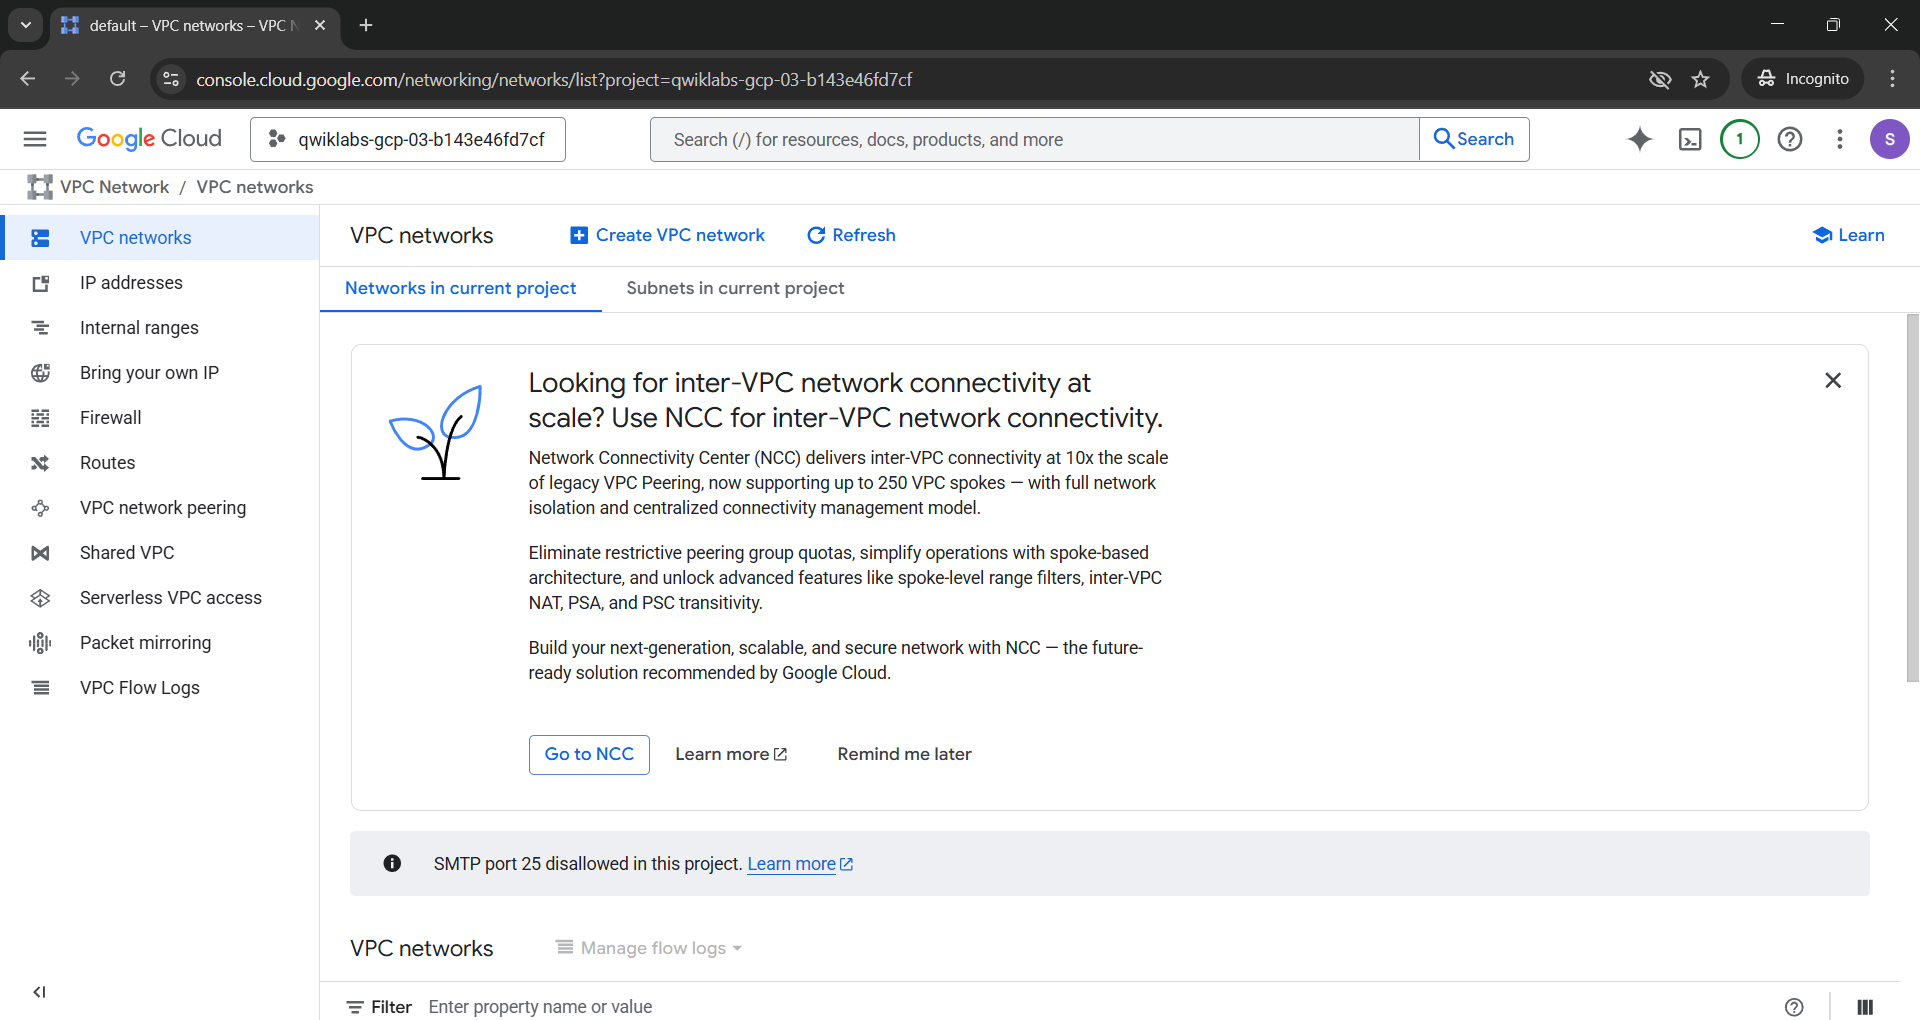 default – VPC networks – VPC N
console.cloud.google.com/networking/networks/list?project=qwiklabs-gcp-03-b143e46fd7cf
Incognito
Google Cloud
qwiklabs-gcp-03-b143e46fd7cf
Search (/) for resources, docs, products, and more
Search
1
S
VPC Network / VPC networks
VPC networks
IP addresses
Internal ranges
Bring your own IP
Firewall
Routes
VPC network peering
Shared VPC
Serverless VPC access
Packet mirroring
VPC Flow Logs
VPC networks
Create VPC network
Refresh
Learn
Networks in current project
Subnets in current project
Looking for inter-VPC network connectivity at
scale? Use NCC for inter-VPC network connectivity.
Network Connectivity Center (NCC) delivers inter-VPC connectivity at 10x the scale
of legacy VPC Peering, now supporting up to 250 VPC spokes — with full network
isolation and centralized connectivity management model.
Eliminate restrictive peering group quotas, simplify operations with spoke-based
architecture, and unlock advanced features like spoke-level range filters, inter-VPC
NAT, PSA, and PSC transitivity.
Build your next-generation, scalable, and secure network with NCC — the future-
ready solution recommended by Google Cloud.
Go to NCC
Learn more
Remind me later
SMTP port 25 disallowed in this project. Learn more
VPC networks
Manage flow logs
Filter
Enter property name or value